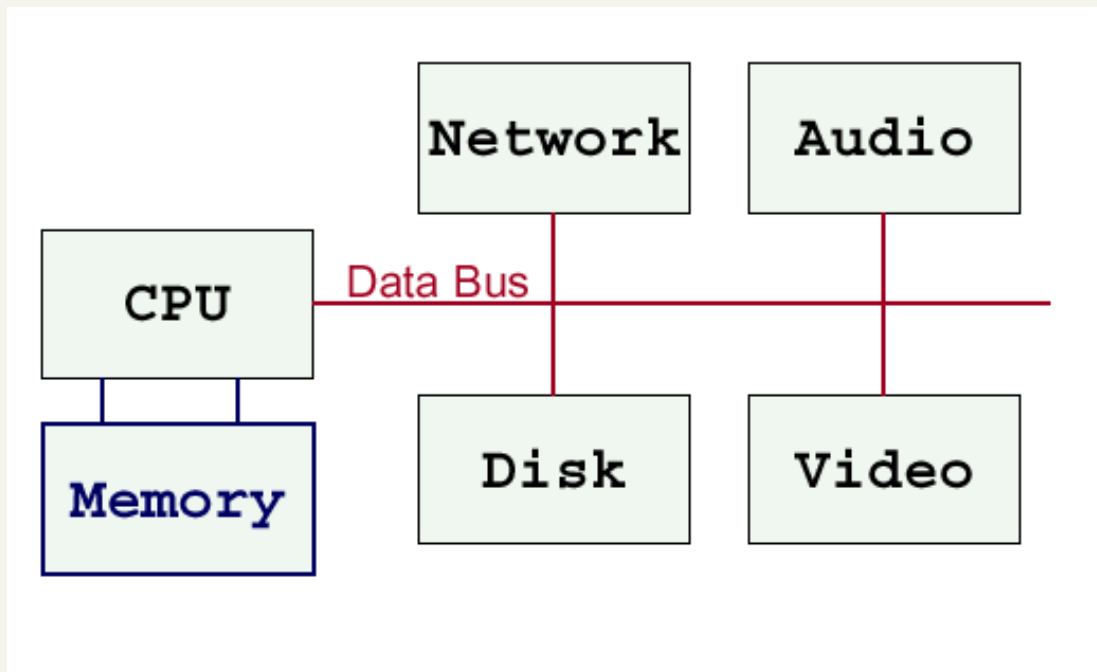 Network
Audio
CPU
Data Bus
Memory
Disk
Video